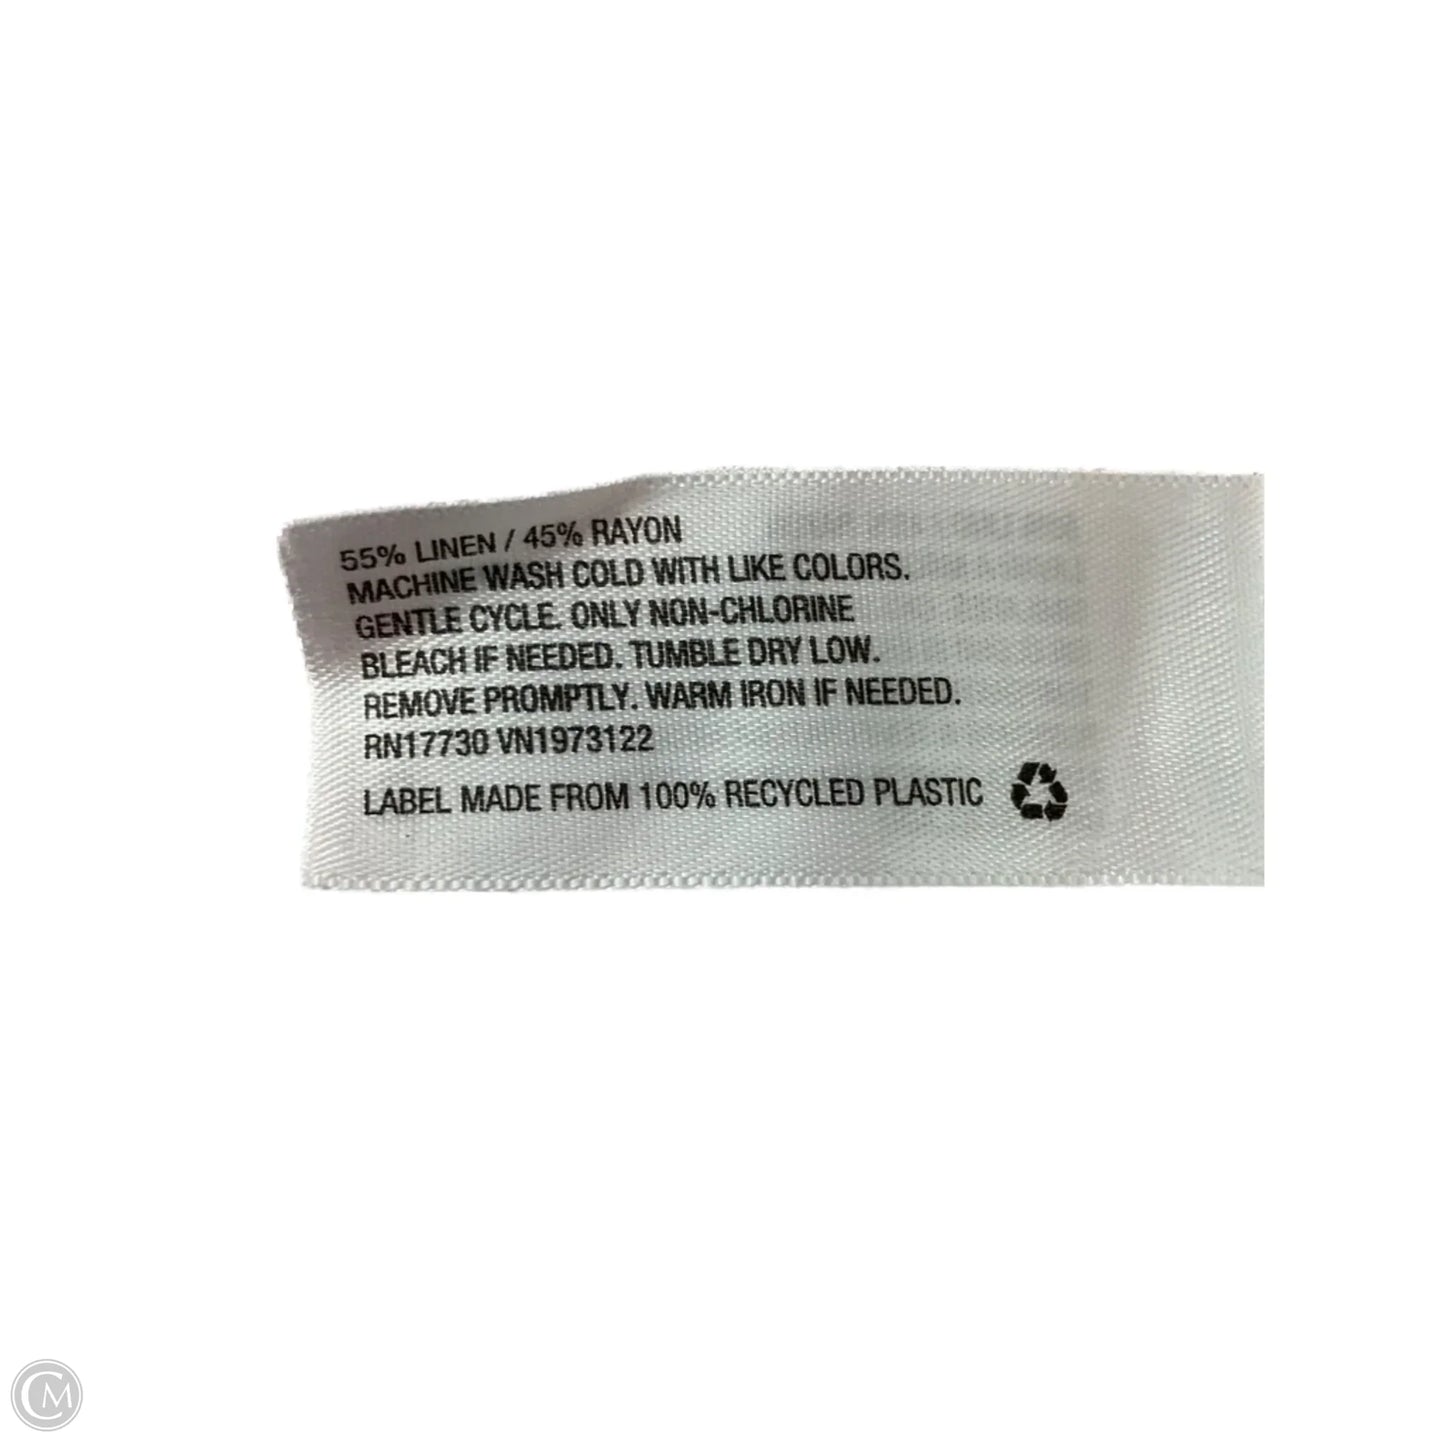 55% LINEN / 45% RAYON
MACHINE WASH COLD WITH LIKE COLORS.
GENTLE CYCLE. ONLY NON-CHLORINE
BLEACH IF NEEDED. TUMBLE DRY LOW.
REMOVE PROMPTLY. WARM IRON IF NEEDED.
RN17730 VN1973122
LABEL MADE FROM 100% RECYCLED PLASTIC
CM